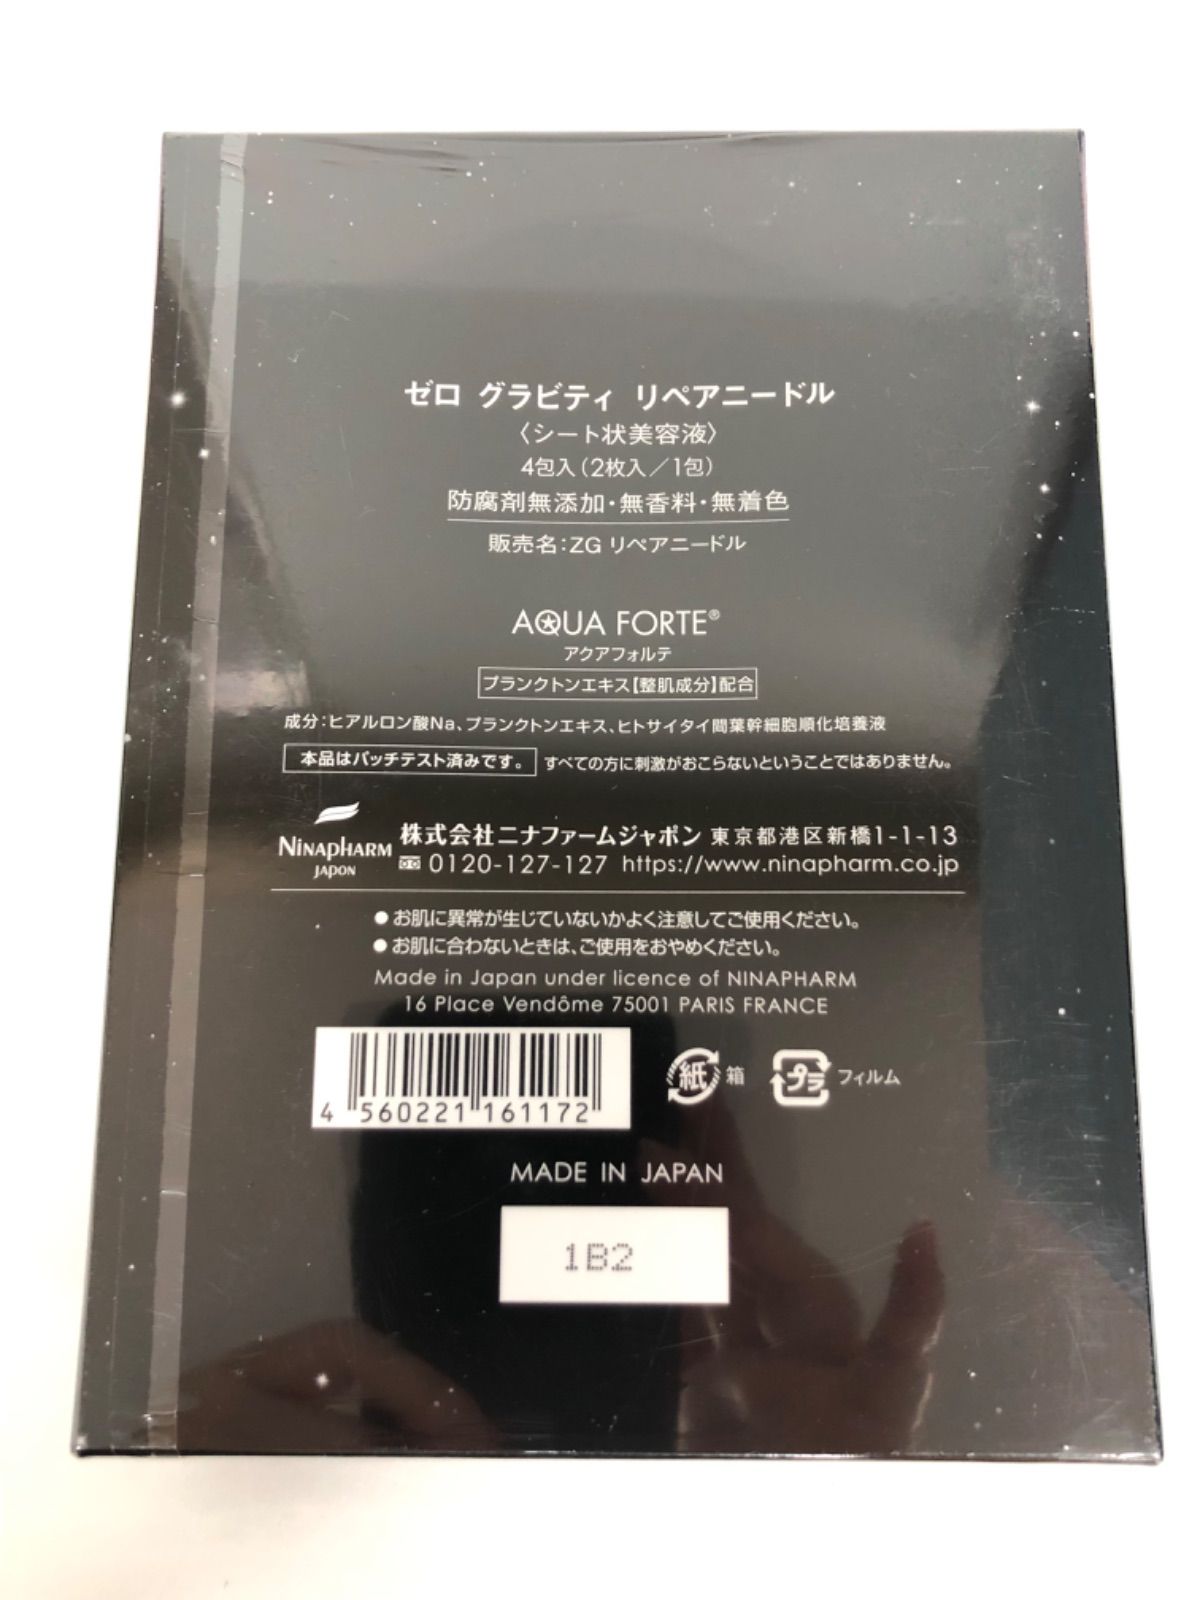 ゼロ グラビティ リペアニードル
〈シート状美容液〉
4包入(2枚入/1包)
防腐剤無添加・無香料・無着色
販売名:ZG リペアニードル
AQUA FORTE®
アクアフォルテ
プランクトンエキス【整肌成分】配合
成分:ヒアルロン酸Na、プランクトンエキス、ヒトサイタイ間葉幹細胞順化培養液
本品はパッチテスト済みです。 すべての方に刺激がおこらないということではありません。
NINAPHARM JAPON
株式会社ニナファームジャポン 東京都港区新橋1-1-13
0120-127-127 https://www.ninapharm.co.jp
●お肌に異常が生じていないかよく注意してご使用ください。
●お肌に合わないときは、ご使用をおやめください。
Made in Japan under licence of NINAPHARM
16 Place Vendôme 75001 PARIS FRANCE
4 560221 161172
紙 箱 プラ フィルム
MADE IN JAPAN
1B2